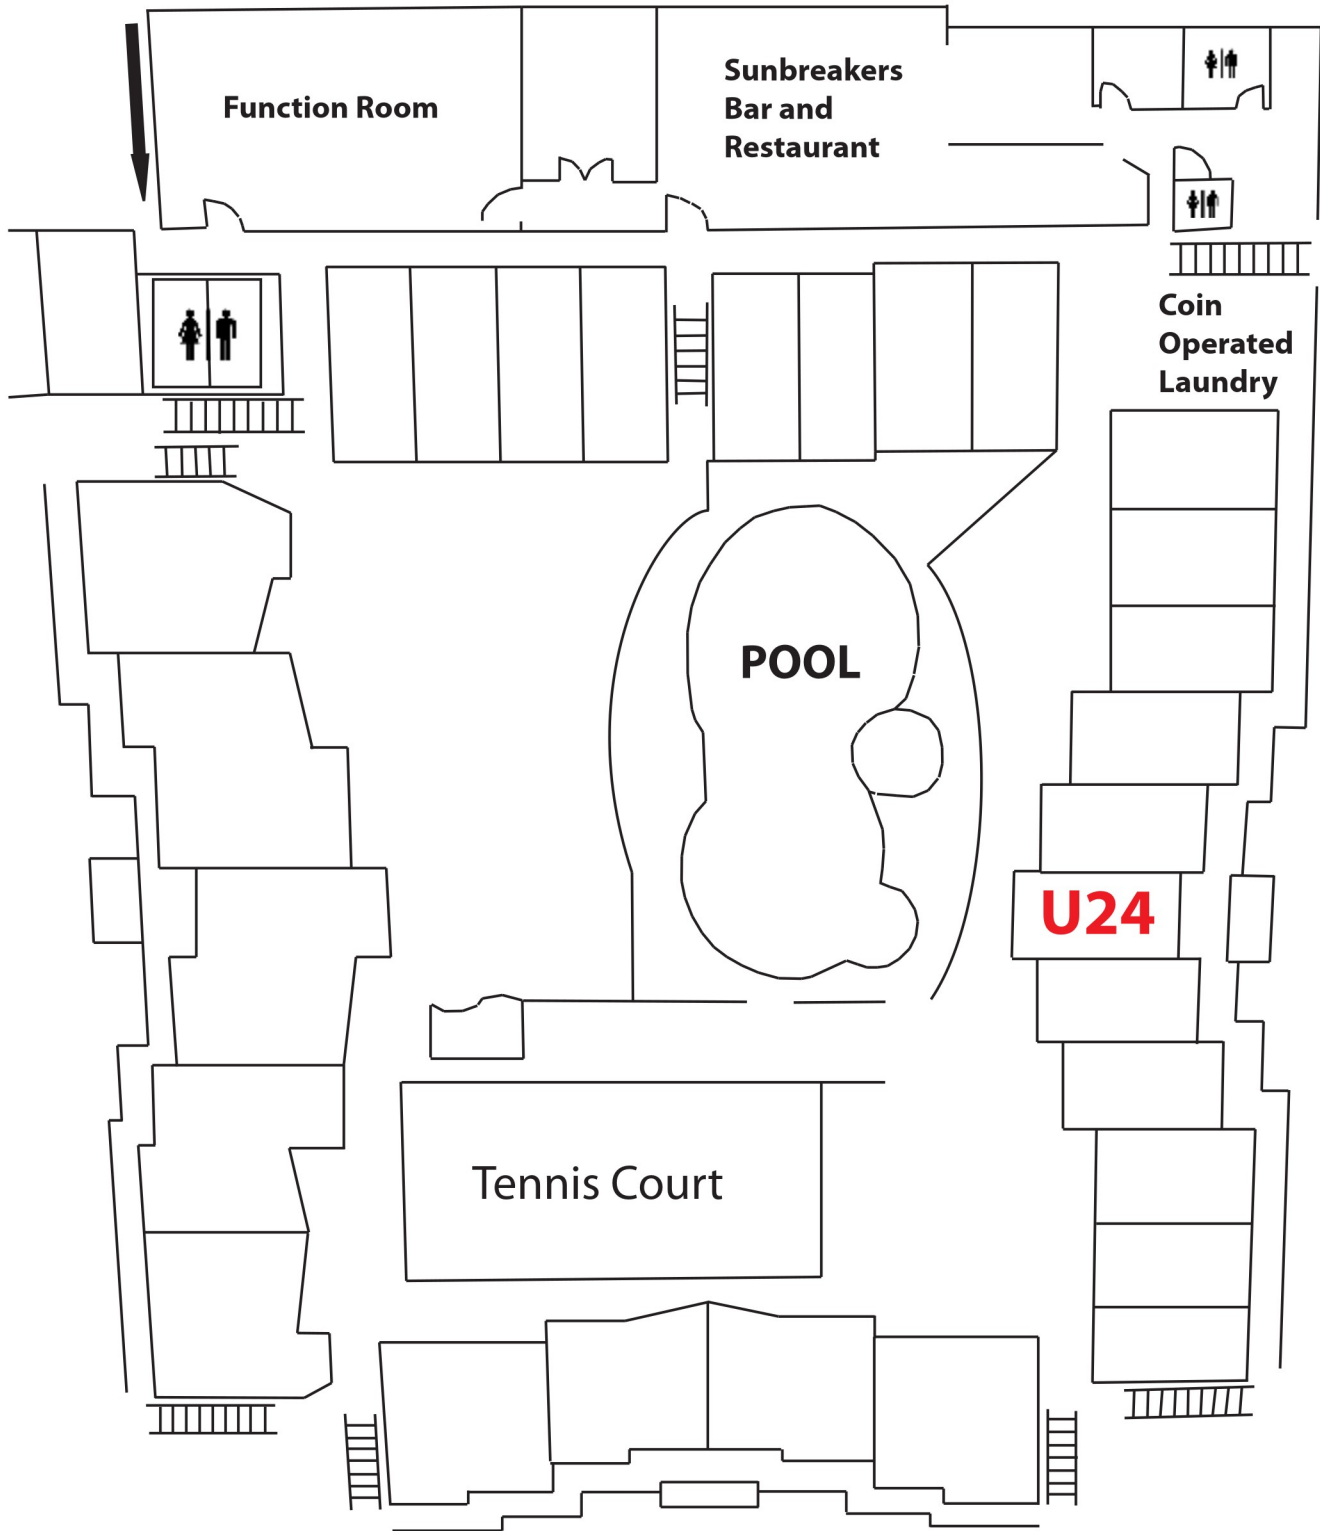 Function Room
Sunbreakers
Bar and
Restaurant
Coin
Operated
Laundry
POOL
U24
Tennis Court